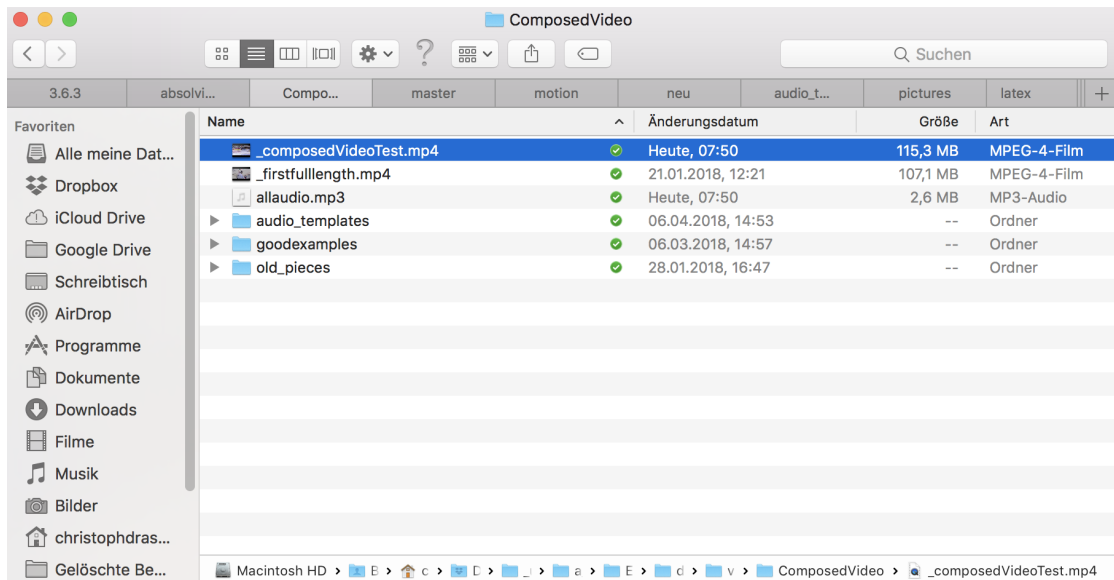 ComposedVideo
Suchen
3.6.3 absolvi... Compo... master motion neu audio_t... pictures latex
Favoriten
Alle meine Dat...
Dropbox
iCloud Drive
Google Drive
Schreibtisch
AirDrop
Programme
Dokumente
Downloads
Filme
Musik
Bilder
christophdras...
Gelöschte Be...
Name Änderungsdatum Größe Art
_composedVideoTest.mp4 Heute, 07:50 115,3 MB MPEG-4-Film
_firstfulllength.mp4 21.01.2018, 12:21 107,1 MB MPEG-4-Film
allaudio.mp3 Heute, 07:50 2,6 MB MP3-Audio
audio_templates 06.04.2018, 14:53 -- Ordner
goodexamples 06.03.2018, 14:57 -- Ordner
old_pieces 28.01.2018, 16:47 -- Ordner
Macintosh HD › B › c › D › _ › a › E › d › v › ComposedVideo › _composedVideoTest.mp4